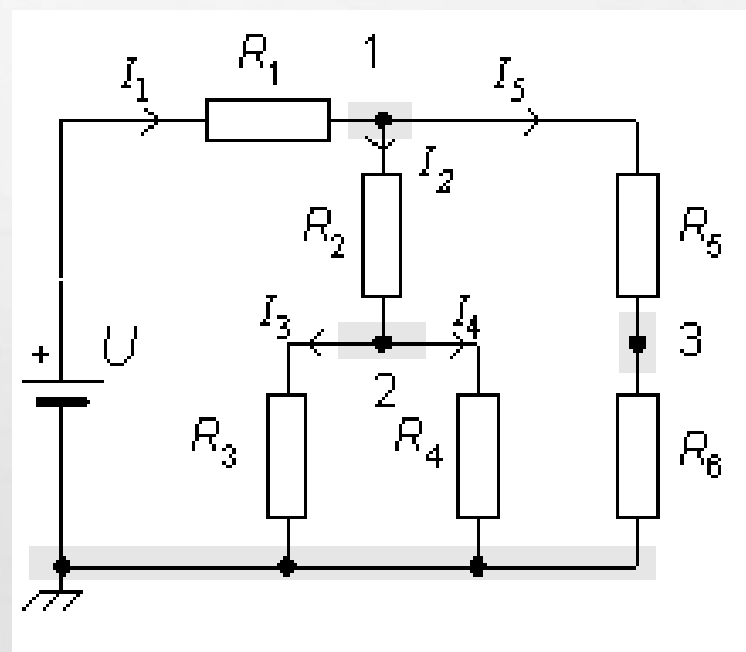 R₁ 1
I₁ I₅
I₂
R₂ R₅
I₃ I₄
+ U 3
2
R₃ R₄ R₆